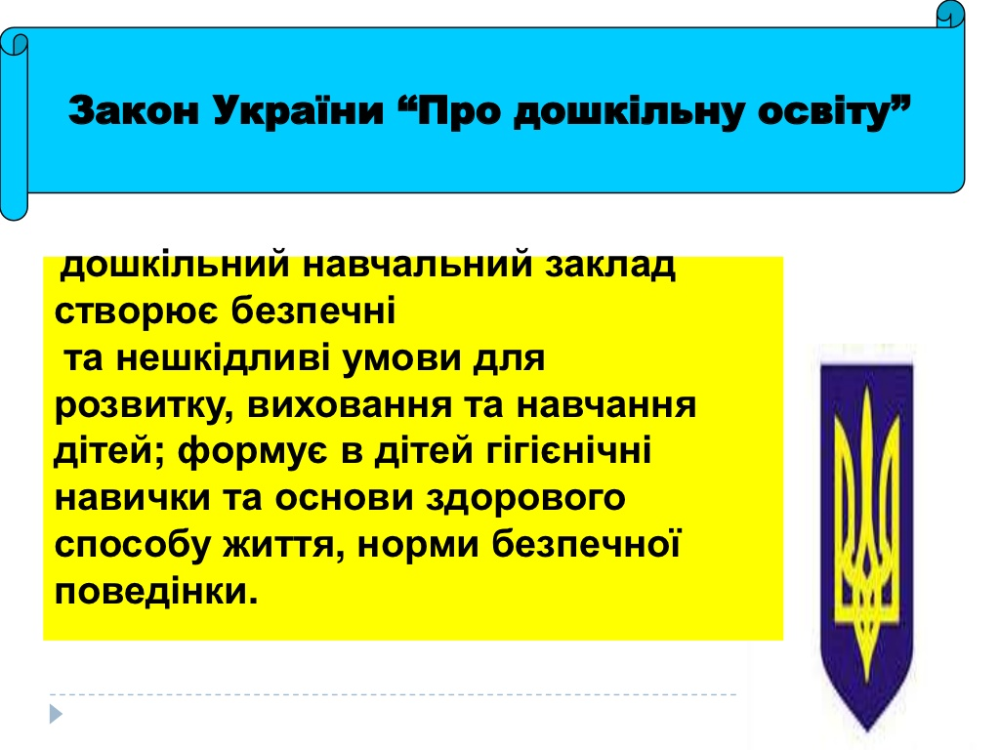 Закон України “Про дошкільну освіту”
дошкільний навчальний заклад
створює безпечні
та нешкідливі умови для
розвитку, виховання та навчання
дітей; формує в дітей гігієнічні
навички та основи здорового
способу життя, норми безпечної
поведінки.